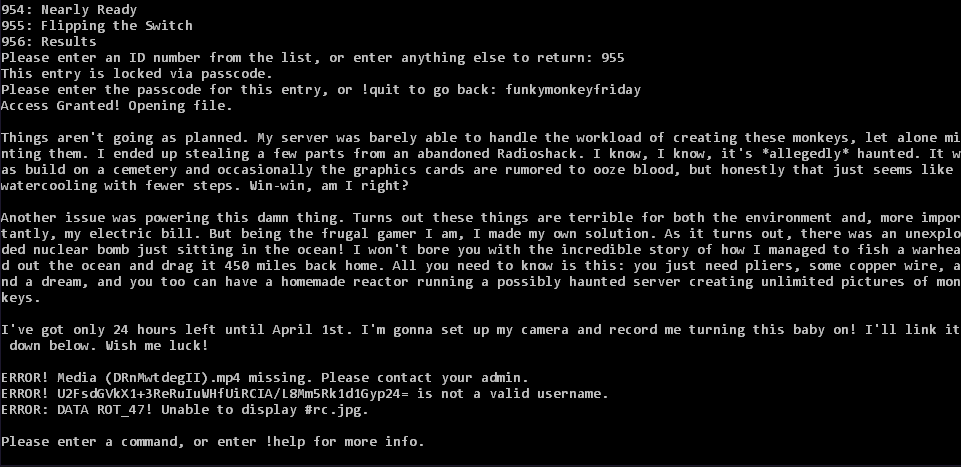 954: Nearly Ready
955: Flipping the Switch
956: Results
Please enter an ID number from the list, or enter anything else to return: 955
This entry is locked via passcode.
Please enter the passcode for this entry, or !quit to go back: funkymonkeyfriday
Access Granted! Opening file.
Things aren't going as planned. My server was barely able to handle the workload of creating these monkeys, let alone mi
nting them. I ended up stealing a few parts from an abandoned Radioshack. I know, I know, it's *allegedly* haunted. It w
as build on a cemetery and occasionally the graphics cards are rumored to ooze blood, but honestly that just seems like
watercooling with fewer steps. Win-win, am I right?
Another issue was powering this damn thing. Turns out these things are terrible for both the environment and, more impor
tantly, my electric bill. But being the frugal gamer I am, I made my own solution. As it turns out, there was an unexplo
ded nuclear bomb just sitting in the ocean! I won't bore you with the incredible story of how I managed to fish a warhea
d out the ocean and drag it 450 miles back home. All you need to know is this: you just need pliers, some copper wire, a
nd a dream, and you too can have a homemade reactor running a possibly haunted server creating unlimited pictures of mon
keys.
I've got only 24 hours left until April 1st. I'm gonna set up my camera and record me turning this baby on! I'll link it
down below. Wish me luck!
ERROR! Media (DRnMwtdegII).mp4 missing. Please contact your admin.
ERROR! U2FsdGVkX1+3ReRuIuWHfUiRCIA/L8Mm5Rk1d1Gyp24= is not a valid username.
ERROR: DATA ROT_47! Unable to display #rc.jpg.
Please enter a command, or enter !help for more info.